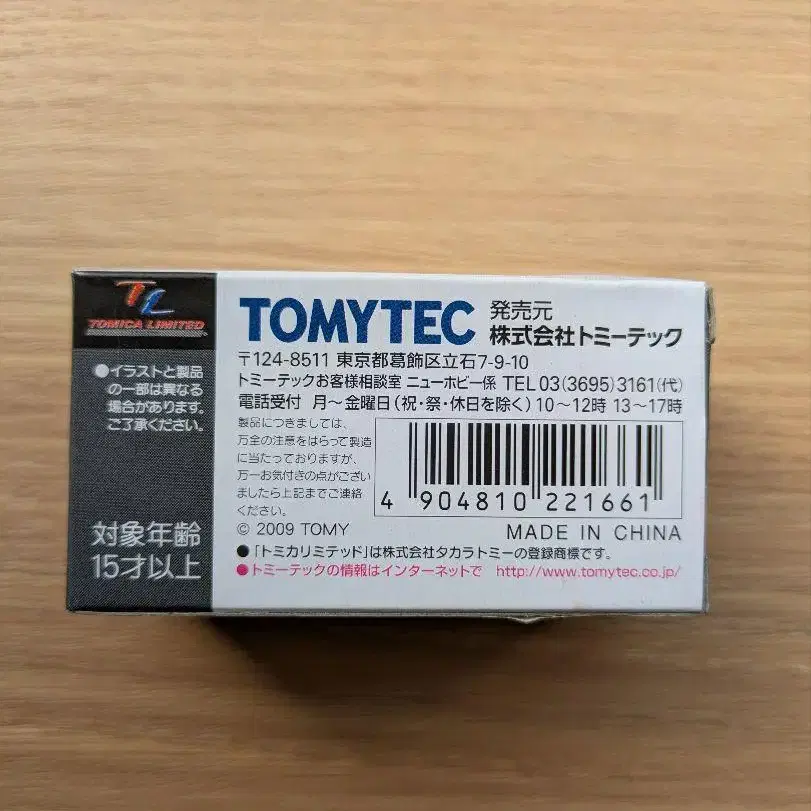 TL
TOMICA LIMITED
●イラストと製品
の一部は異なる
場合があります。
ご了承ください。
対象年齢
15才以上
TOMYTEC 発売元
株式会社トミーテック
〒124-8511 東京都葛飾区立石7-9-10
トミーテックお客様相談室 ニューホビー係 TEL 03(3695)3161(代)
電話受付 月〜金曜日(祝・祭・休日を除く)10〜12時 13〜17時
製品につきましては、
万全の注意をはらって製造
に当たっておりますが、
万一お気付きの点がござい
ましたら上記までご連絡
ください。
4 904810 221661
© 2009 TOMY MADE IN CHINA
●「トミカリミテッド」は株式会社タカラトミーの登録商標です。
●トミーテックの情報はインターネットで http://www.tomytec.co.jp/